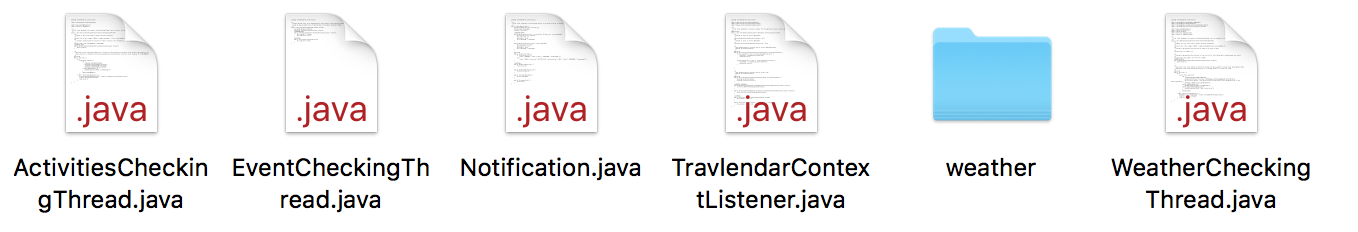 .java .java .java .java .java
ActivitiesCheckin EventCheckingTh Notification.java TravlendarContex weather WeatherChecking
gThread.java read.java tListener.java Thread.java